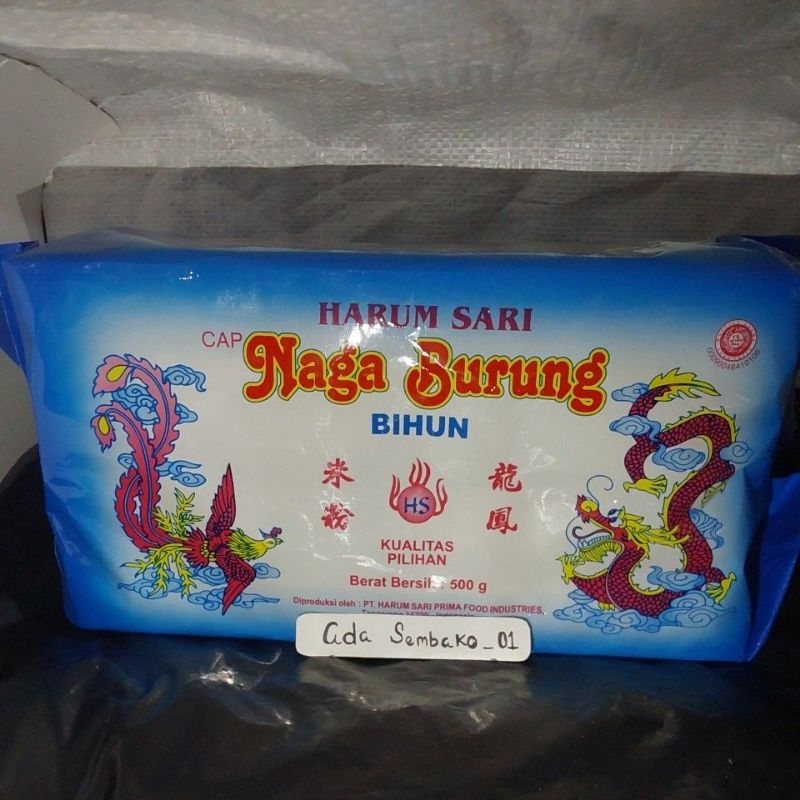 HARUM SARI
CAP Naga Burung
BIHUN
米 龍
粉 鳳
HS
KUALITAS
PILIHAN
Berat Bersih : 500 g
Diproduksi oleh : PT. HARUM SARI PRIMA FOOD INDUSTRIES,
00090046410106
Ada Sembako_01